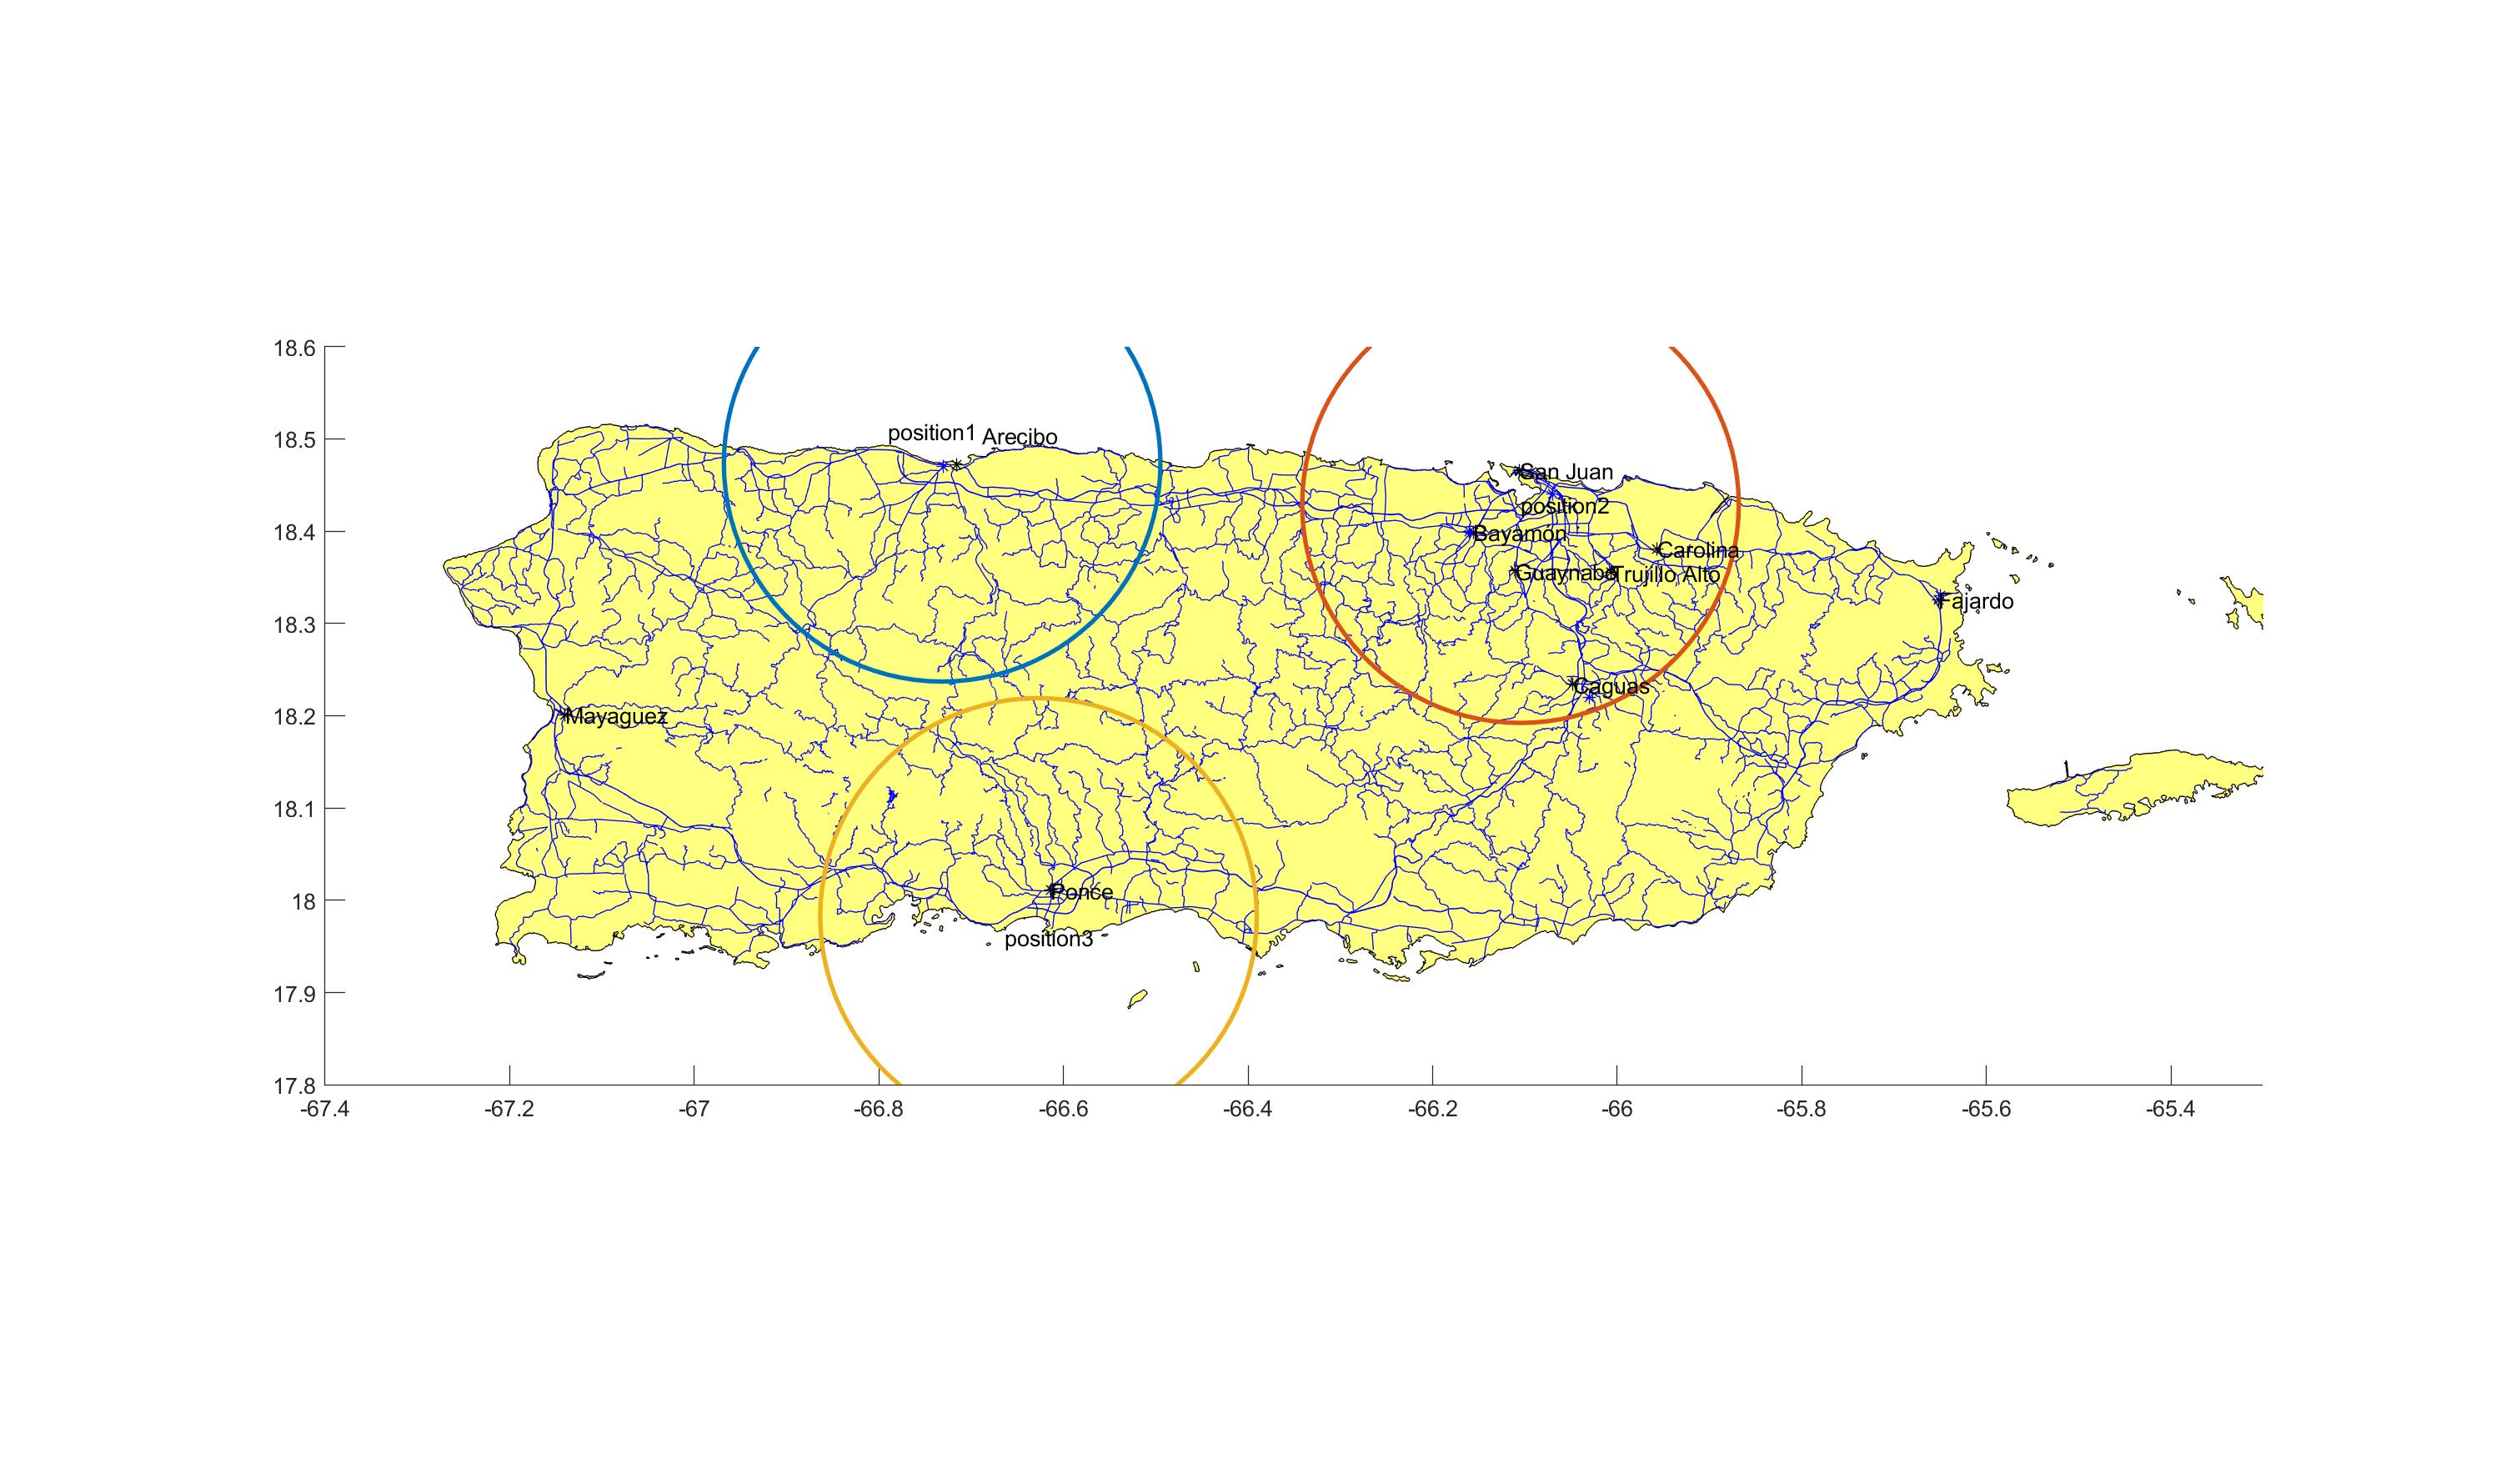 18.6
18.5
18.4
18.3
18.2
18.1
18
17.9
17.8
position1 Arecibo
San Juan
position2
Bayamón
Carolina
Guaynabo
Trujillo Alto
Fajardo
Caguas
Mayaguez
Ponce
position3
-67.4 -67.2 -67 -66.8 -66.6 -66.4 -66.2 -66 -65.8 -65.6 -65.4